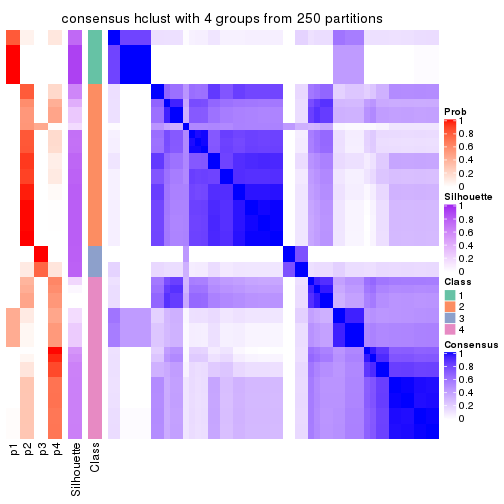 consensus hclust with 4 groups from 250 partitions
Prob
1
0.8
0.6
0.4
0.2
0
Silhouette
1
0.8
0.6
0.4
0.2
0
Class
1
2
3
4
Consensus
1
0.8
0.6
0.4
0.2
0
p1
p2
p3
p4
Silhouette
Class